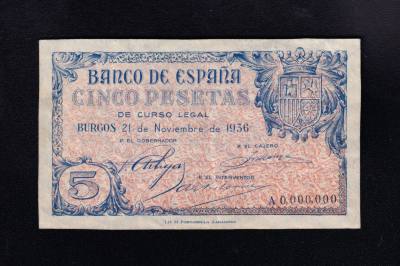 BANCO DE ESPAÑA
CINCO PESETAS
DE CURSO LEGAL
BURGOS 21 de Noviembre de 1936
P. EL GOBERNADOR
P. EL CAJERO
P. EL INTERVENTOR
5
A 0.000,000